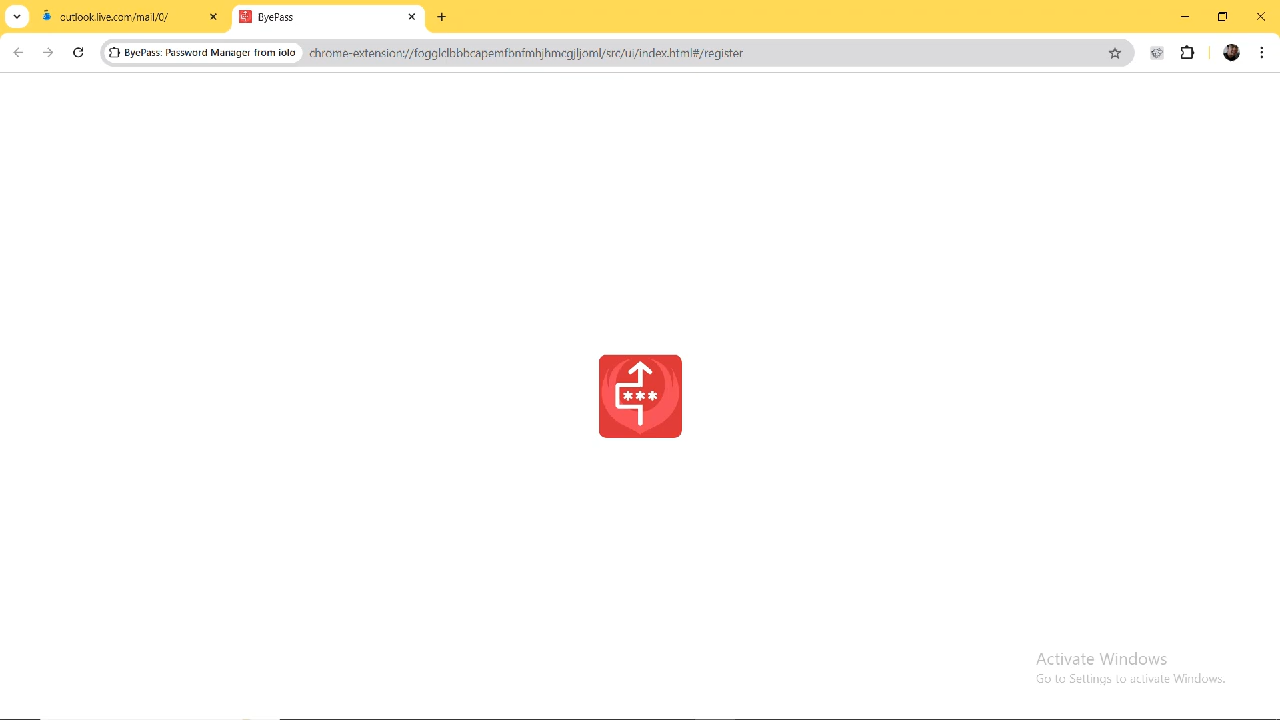 outlook.live.com/mail/0/
ByePass
ByePass: Password Manager from iolo
chrome-extension://fogglclbbhcapemfbnfmhjhmcgjljoml/src/ui/index.html#/register
***
Activate Windows
Go to Settings to activate Windows.